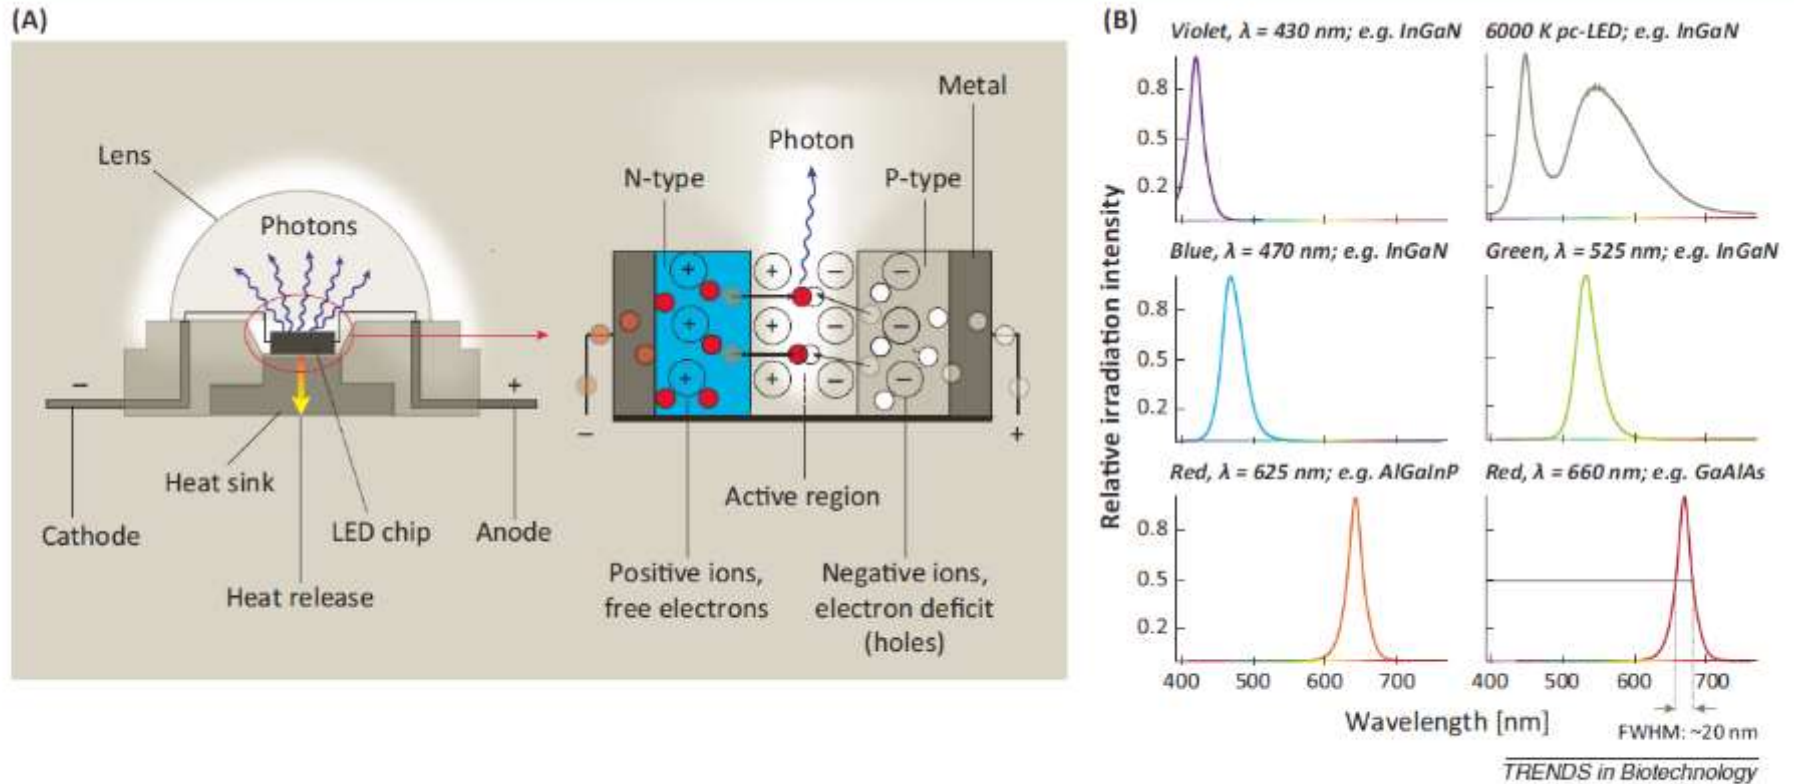 (A)
Lens
Photons
−
+
Heat sink
Cathode
LED chip
Anode
Heat release
Metal
Photon
N-type
P-type
+
−
−
+
+
−
−
+
+
−
−
+
−
+
Active region
Positive ions,
free electrons
Negative ions,
electron deficit
(holes)
(B)
Relative irradiation intensity
Violet, λ = 430 nm; e.g. InGaN
6000 K pc-LED; e.g. InGaN
0.8
0.5
0.2
Blue, λ = 470 nm; e.g. InGaN
Green, λ = 525 nm; e.g. InGaN
0.8
0.5
0.2
Red, λ = 625 nm; e.g. AlGaInP
Red, λ = 660 nm; e.g. GaAlAs
0.8
0.5
0.2
400 500 600 700
400 500 600 700
Wavelength [nm]
FWHM: ~20 nm
TRENDS in Biotechnology